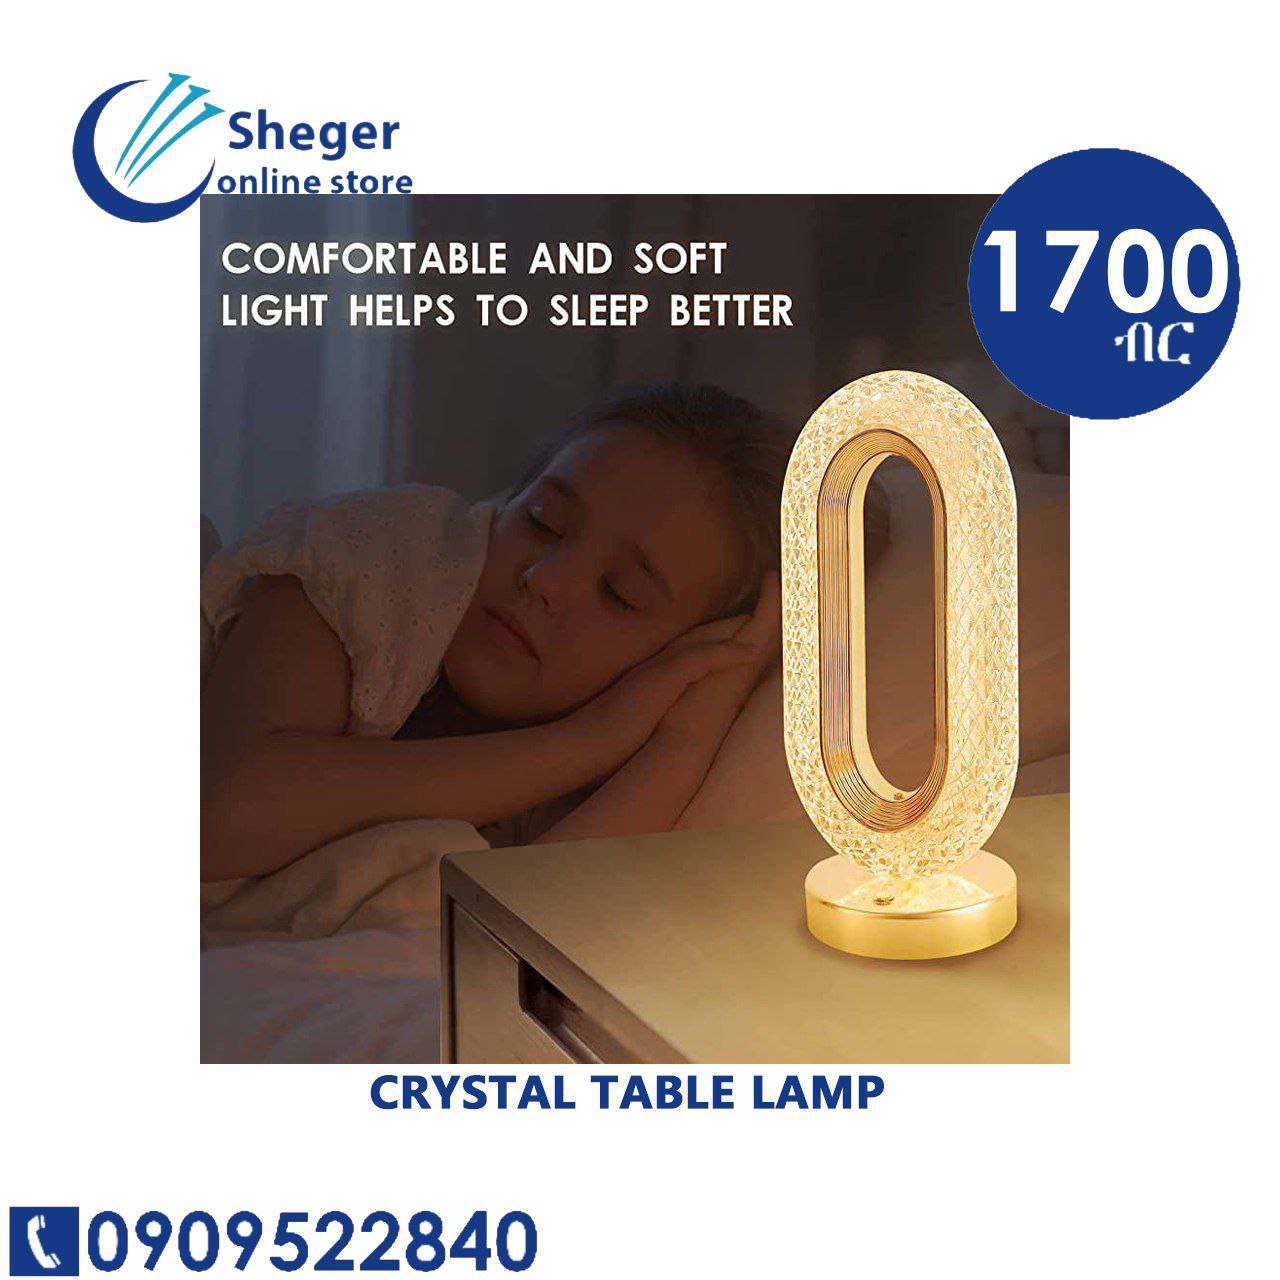 Sheger
online store
COMFORTABLE AND SOFT
LIGHT HELPS TO SLEEP BETTER
1700
ብር
CRYSTAL TABLE LAMP
0909522840